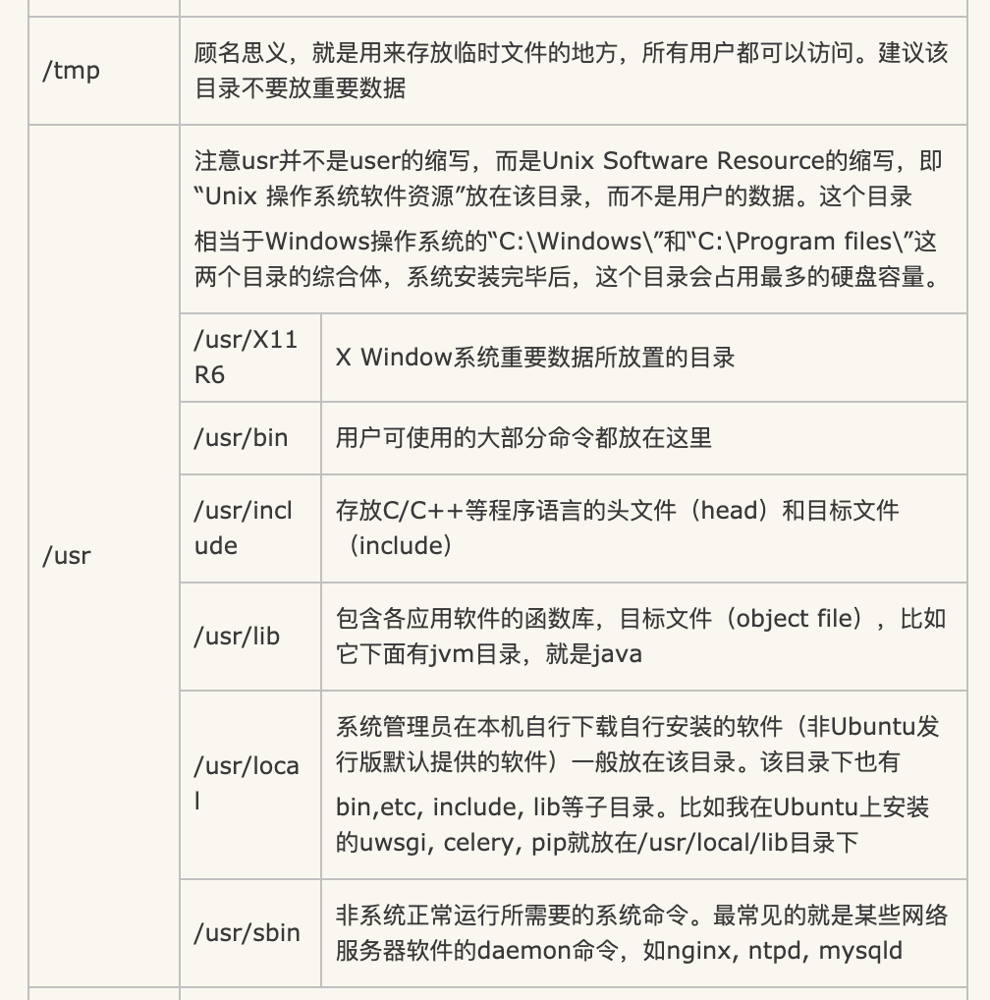 /tmp
顾名思义，就是用来存放临时文件的地方，所有用户都可以访问。建议该
目录不要放重要数据
/usr
注意usr并不是user的缩写，而是Unix Software Resource的缩写，即
“Unix 操作系统软件资源”放在该目录，而不是用户的数据。这个目录
相当于Windows操作系统的“C:\Windows\”和“C:\Program files\”这
两个目录的综合体，系统安装完毕后，这个目录会占用最多的硬盘容量。
/usr/X11
R6
X Window系统重要数据所放置的目录
/usr/bin
用户可使用的大部分命令都放在这里
/usr/incl
ude
存放C/C++等程序语言的头文件（head）和目标文件
（include）
/usr/lib
包含各应用软件的函数库，目标文件（object file），比如
它下面有jvm目录，就是java
/usr/loca
l
系统管理员在本机自行下载自行安装的软件（非Ubuntu发
行版默认提供的软件）一般放在该目录。该目录下也有
bin,etc, include, lib等子目录。比如我在Ubuntu上安装
的uwsgi, celery, pip就放在/usr/local/lib目录下
/usr/sbin
非系统正常运行所需要的系统命令。最常见的就是某些网络
服务器软件的daemon命令，如nginx, ntpd, mysqld